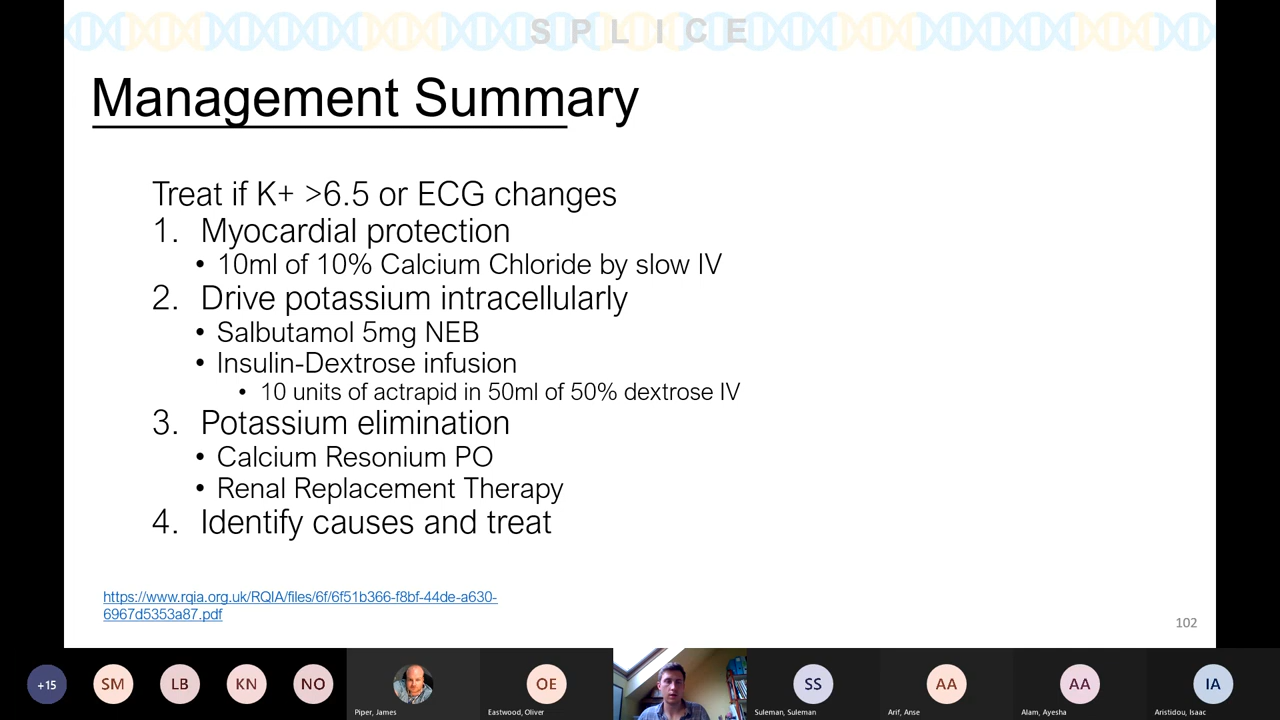 SPLICE
Management Summary
Treat if K+ >6.5 or ECG changes
1. Myocardial protection
• 10ml of 10% Calcium Chloride by slow IV
2. Drive potassium intracellularly
• Salbutamol 5mg NEB
• Insulin-Dextrose infusion
• 10 units of actrapid in 50ml of 50% dextrose IV
3. Potassium elimination
• Calcium Resonium PO
• Renal Replacement Therapy
4. Identify causes and treat
https://www.rqia.org.uk/RQIA/files/6f/6f51b366-f8bf-44de-a630-
6967d5353a87.pdf
102
+15 SM LB KN NO OE SS AA AA IA
Piper, James Eastwood, Oliver Suleman, Suleman Arif, Anse Alam, Ayesha Aristidou, Isaac